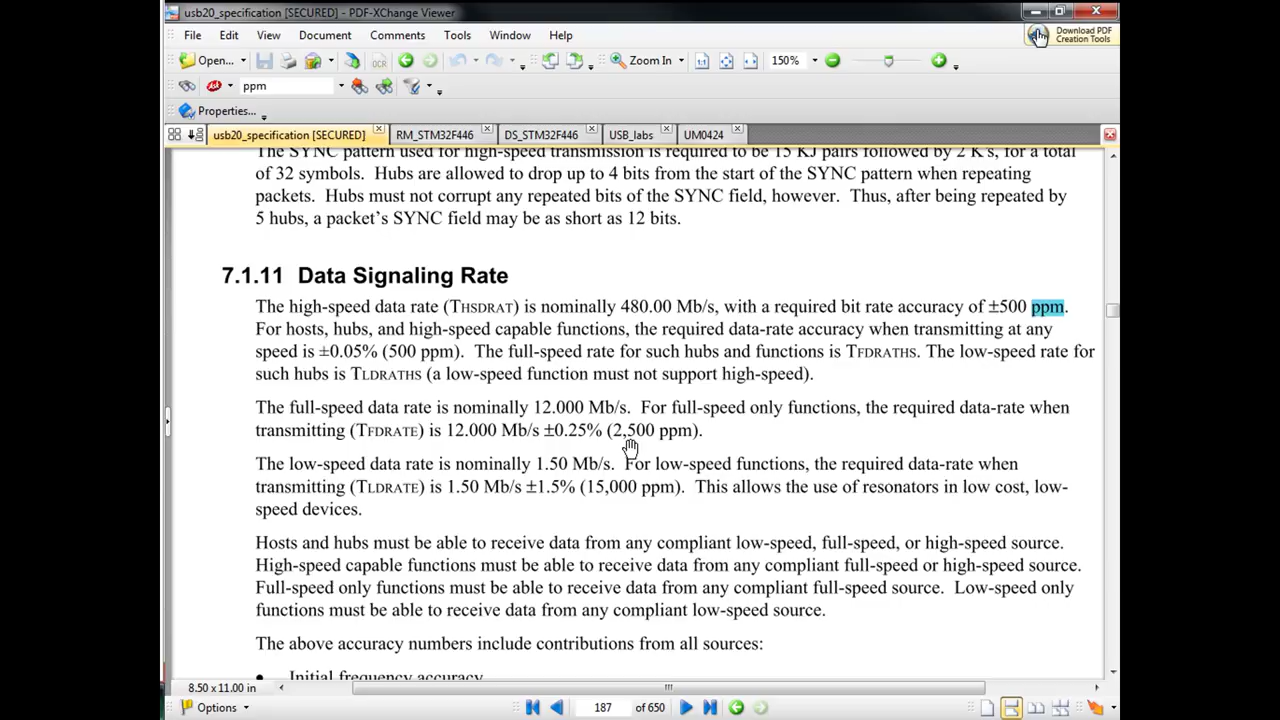 usb20_specification [SECURED] - PDF-XChange Viewer
File Edit View Document Comments Tools Window Help
Download PDF
Creation Tools
Open... OCR Zoom In 150%
ppm
Properties...
usb20_specification [SECURED] RM_STM32F446 DS_STM32F446 USB_labs UM0424
The SYNC pattern used for high-speed transmission is required to be 15 KJ pairs followed by 2 K's, for a total
of 32 symbols. Hubs are allowed to drop up to 4 bits from the start of the SYNC pattern when repeating
packets. Hubs must not corrupt any repeated bits of the SYNC field, however. Thus, after being repeated by
5 hubs, a packet's SYNC field may be as short as 12 bits.
7.1.11 Data Signaling Rate
The high-speed data rate (THSDRAT) is nominally 480.00 Mb/s, with a required bit rate accuracy of ±500 ppm.
For hosts, hubs, and high-speed capable functions, the required data-rate accuracy when transmitting at any
speed is ±0.05% (500 ppm). The full-speed rate for such hubs and functions is TFDRATHS. The low-speed rate for
such hubs is TLDRATHS (a low-speed function must not support high-speed).
The full-speed data rate is nominally 12.000 Mb/s. For full-speed only functions, the required data-rate when
transmitting (TFDRATE) is 12.000 Mb/s ±0.25% (2,500 ppm).
The low-speed data rate is nominally 1.50 Mb/s. For low-speed functions, the required data-rate when
transmitting (TLDRATE) is 1.50 Mb/s ±1.5% (15,000 ppm). This allows the use of resonators in low cost, low-
speed devices.
Hosts and hubs must be able to receive data from any compliant low-speed, full-speed, or high-speed source.
High-speed capable functions must be able to receive data from any compliant full-speed or high-speed source.
Full-speed only functions must be able to receive data from any compliant full-speed source. Low-speed only
functions must be able to receive data from any compliant low-speed source.
The above accuracy numbers include contributions from all sources:
• Initial frequency accuracy
8.50 x 11.00 in
Options 187 of 650